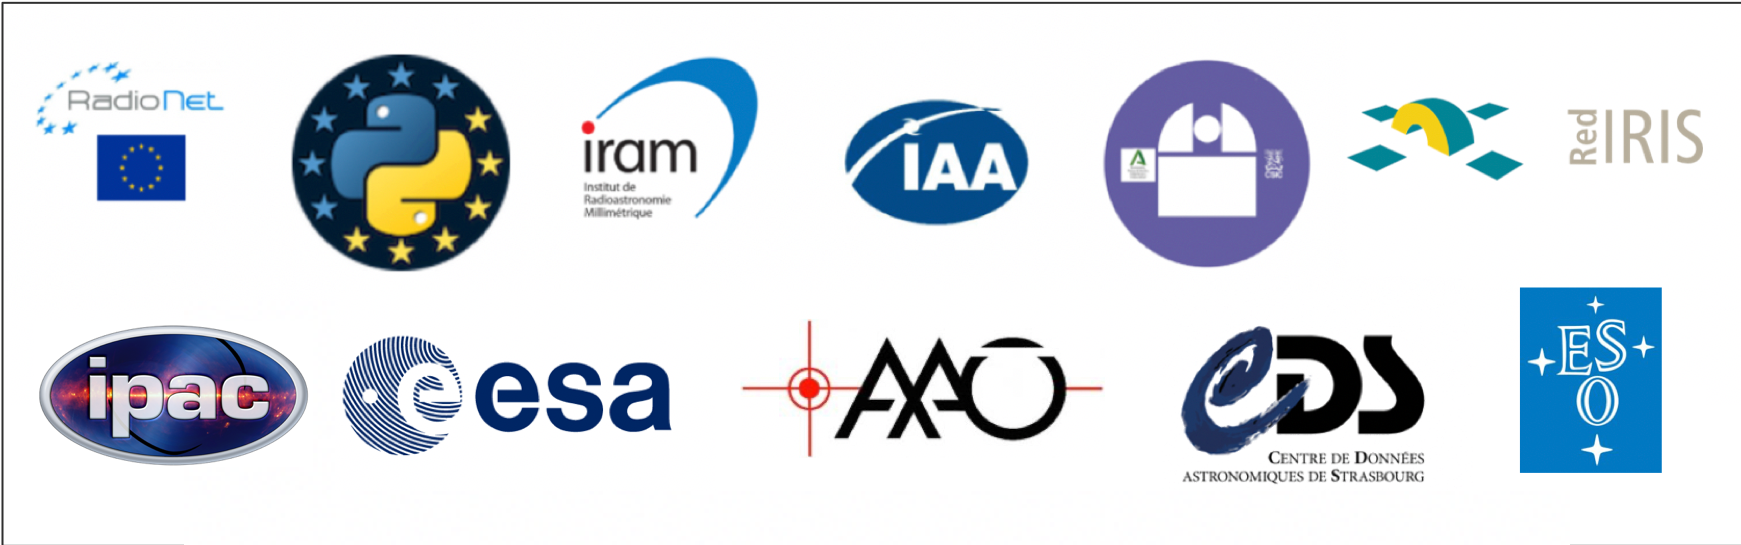 RadioNet
iram
Institut de
Radioastronomie
Millimétrique
IAA
Red
IRIS
ipac
esa
AAO
CDS
CENTRE DE DONNÉES
ASTRONOMIQUES DE STRASBOURG
ES
O